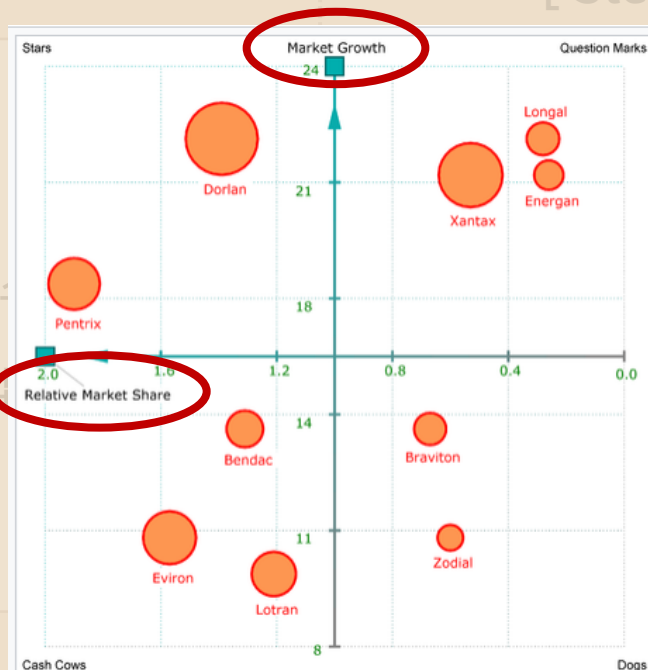 Stars
Market Growth
Question Marks
24
Longal
Dorlan
21
Energan
Xantax
18
Pentrix
2.0
1.6
1.2
0.8
0.4
0.0
Relative Market Share
14
Bendac
Braviton
11
Eviron
Zodial
Lotran
8
Cash Cows
Dogs